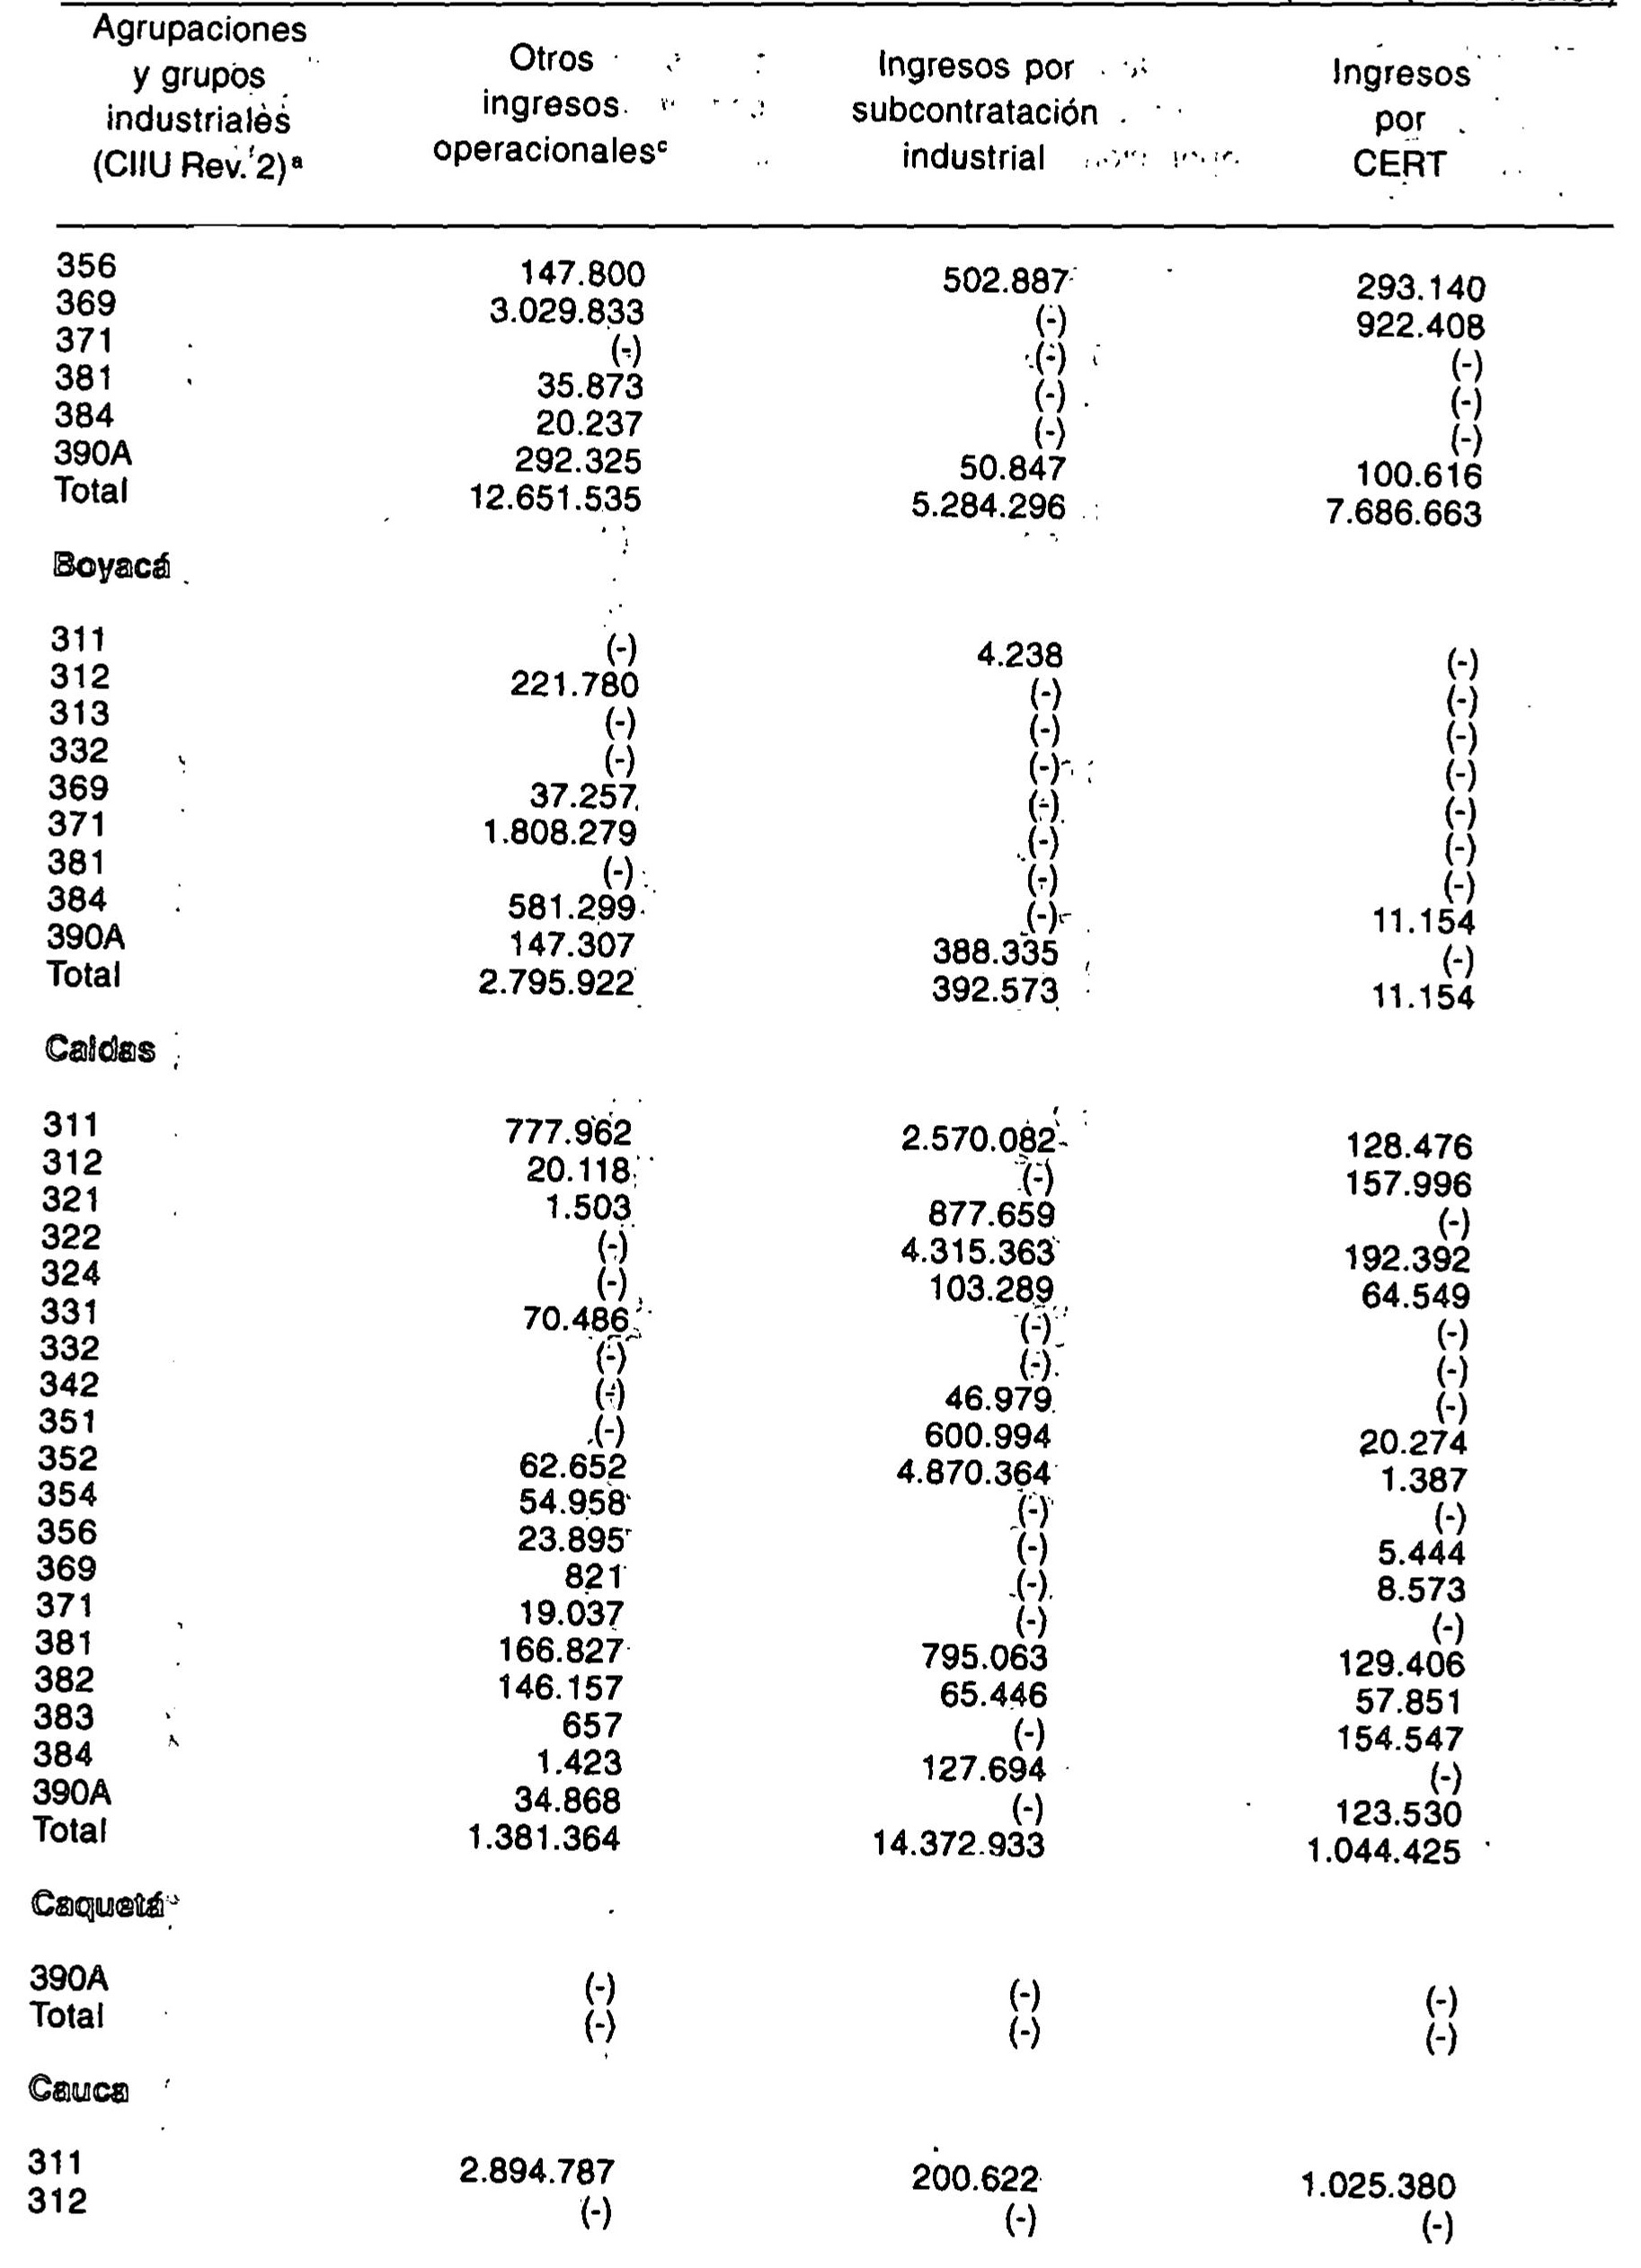 Agrupaciones y grupos industriales (CIIU Rev. 2)a Otros ingresos operacionalesc Ingresos por subcontratación industrial Ingresos por CERT
356 147.800 502.887 293.140
369 3.029.833 (-) 922.408
371 (-) (-) (-)
381 35.873 (-) (-)
384 20.237 (-) (-)
390A 292.325 50.847 100.616
Total 12.651.535 5.284.296 7.686.663
Boyacá
311 (-) 4.238 (-)
312 221.780 (-) (-)
313 (-) (-) (-)
332 (-) (-) (-)
369 37.257 (-) (-)
371 1.808.279 (-) (-)
381 (-) (-) (-)
384 581.299 (-) 11.154
390A 147.307 388.335 (-)
Total 2.795.922 392.573 11.154
Caldas
311 777.962 2.570.082 128.476
312 20.118 (-) 157.996
321 1.503 877.659 (-)
322 (-) 4.315.363 192.392
324 (-) 103.289 64.549
331 70.486 (-) (-)
332 (-) (-) (-)
342 (-) 46.979 (-)
351 (-) 600.994 20.274
352 62.652 4.870.364 1.387
354 54.958 (-) (-)
356 23.895 (-) 5.444
369 821 (-) 8.573
371 19.037 (-) (-)
381 166.827 795.063 129.406
382 146.157 65.446 57.851
383 657 (-) 154.547
384 1.423 127.694 (-)
390A 34.868 (-) 123.530
Total 1.381.364 14.372.933 1.044.425
Caquetá
390A (-) (-) (-)
Total (-) (-) (-)
Cauca
311 2.894.787 200.622 1.025.380
312 (-) (-) (-)